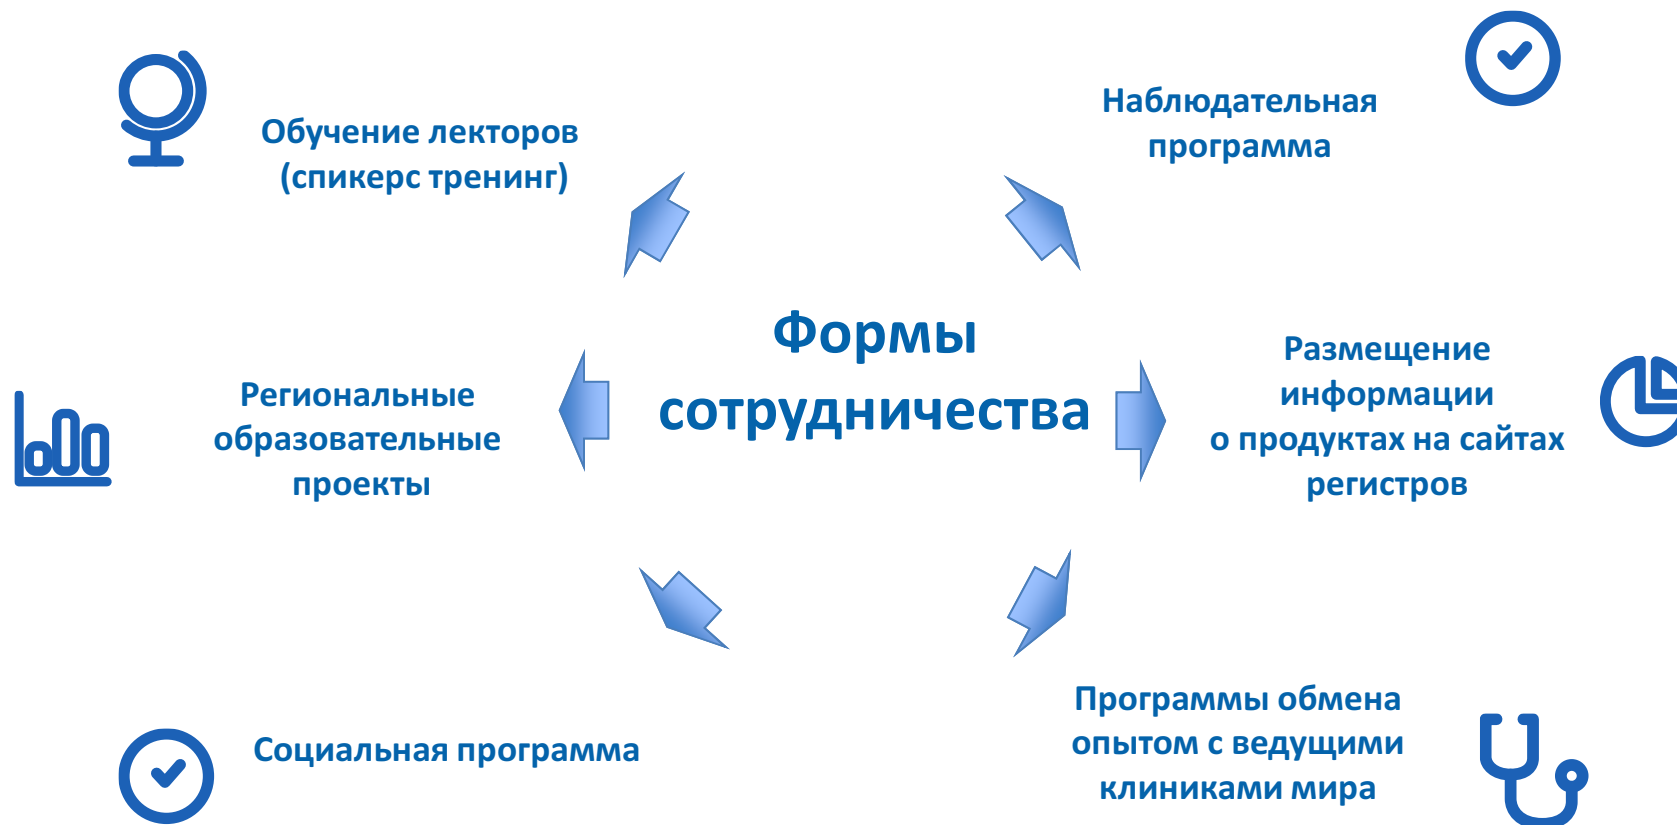 Обучение лекторов
(спикерс тренинг)
Наблюдательная
программа
Формы
сотрудничества
Региональные
образовательные
проекты
Размещение
информации
о продуктах на сайтах
регистров
Социальная программа
Программы обмена
опытом с ведущими
клиниками мира